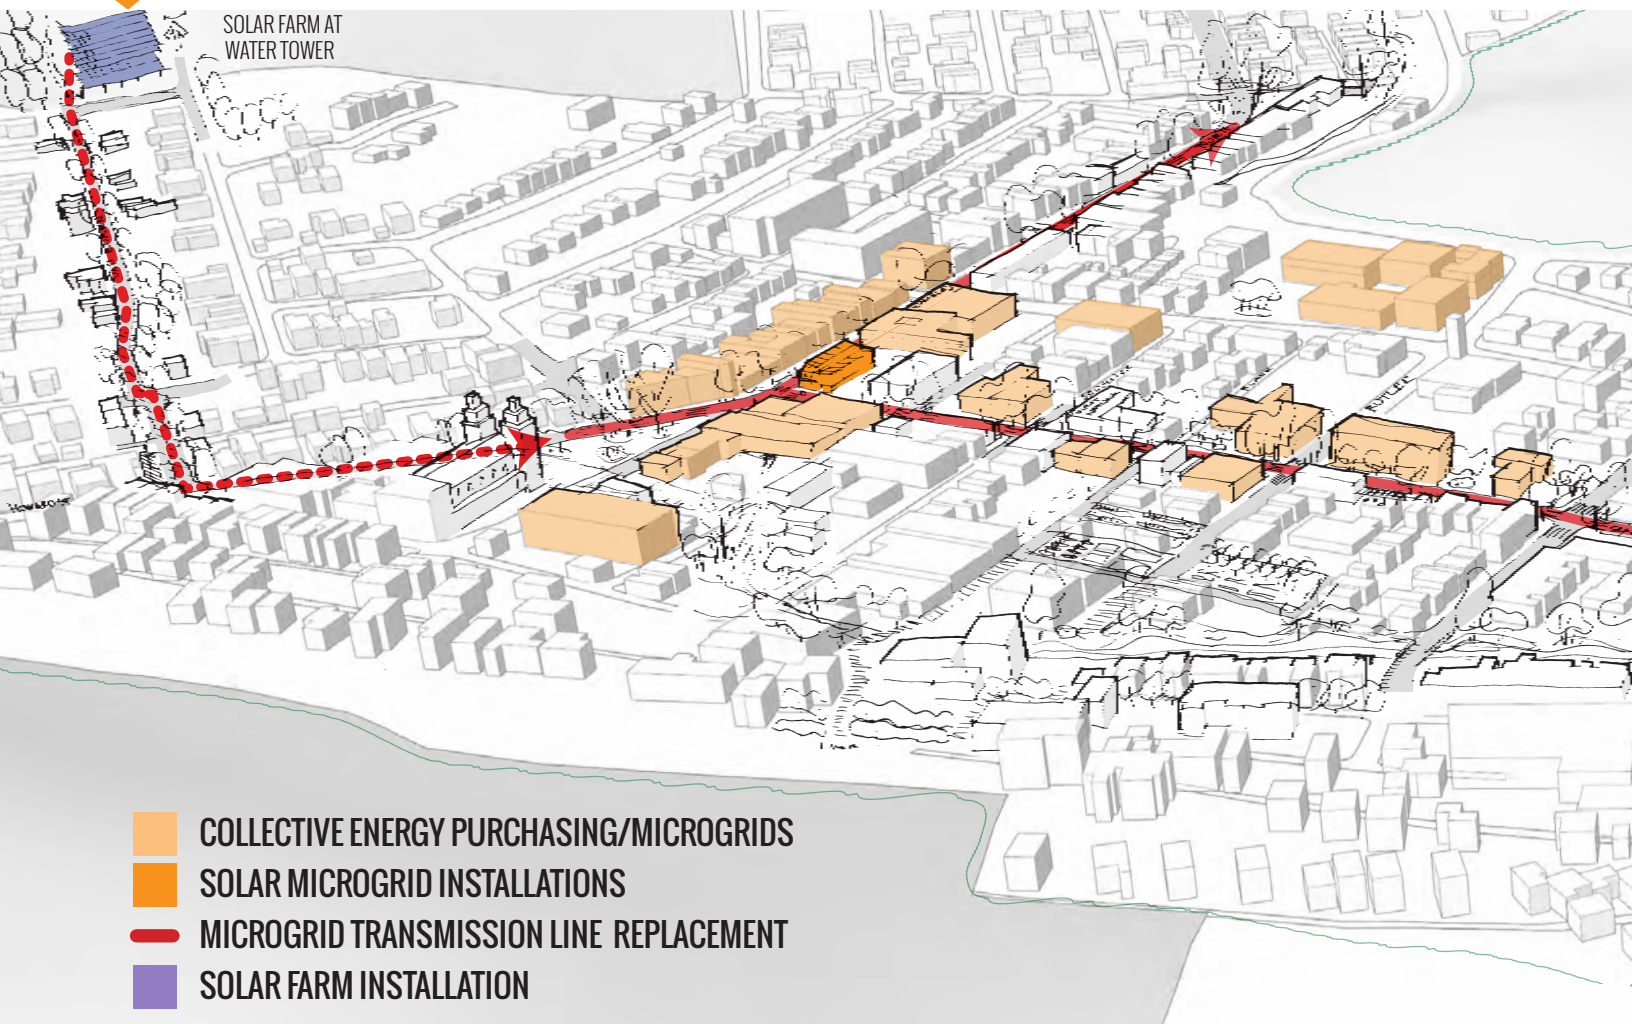 SOLAR FARM AT
WATER TOWER
COLLECTIVE ENERGY PURCHASING/MICROGRIDS
SOLAR MICROGRID INSTALLATIONS
MICROGRID TRANSMISSION LINE REPLACEMENT
SOLAR FARM INSTALLATION